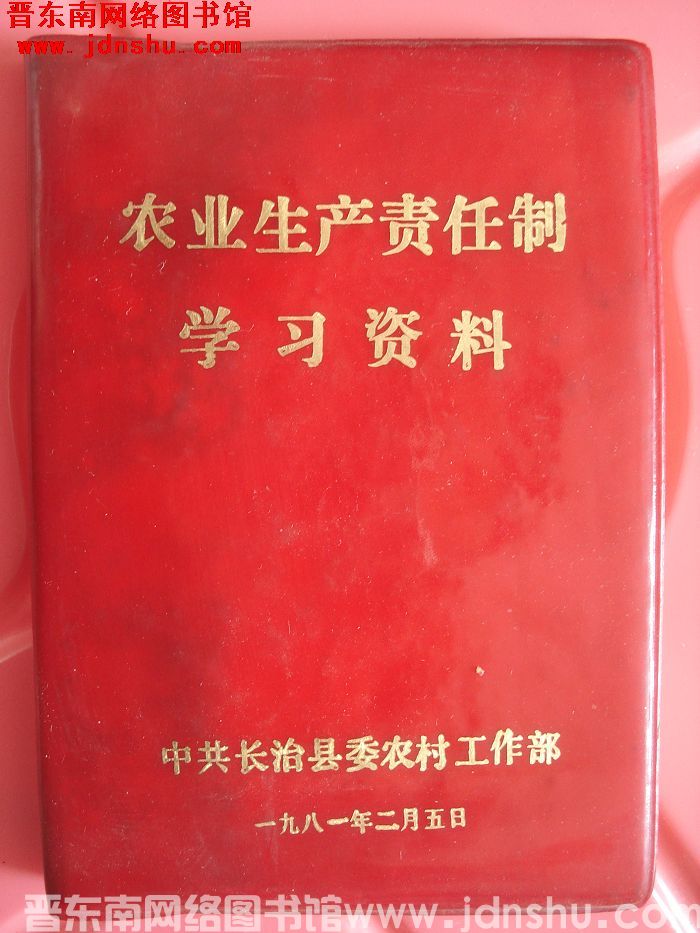 晋东南网络图书馆
www.jdnshu.com
农业生产责任制
学习资料
中共长治县委农村工作部
一九八一年二月五日
晋东南网络图书馆www.jdnshu.com